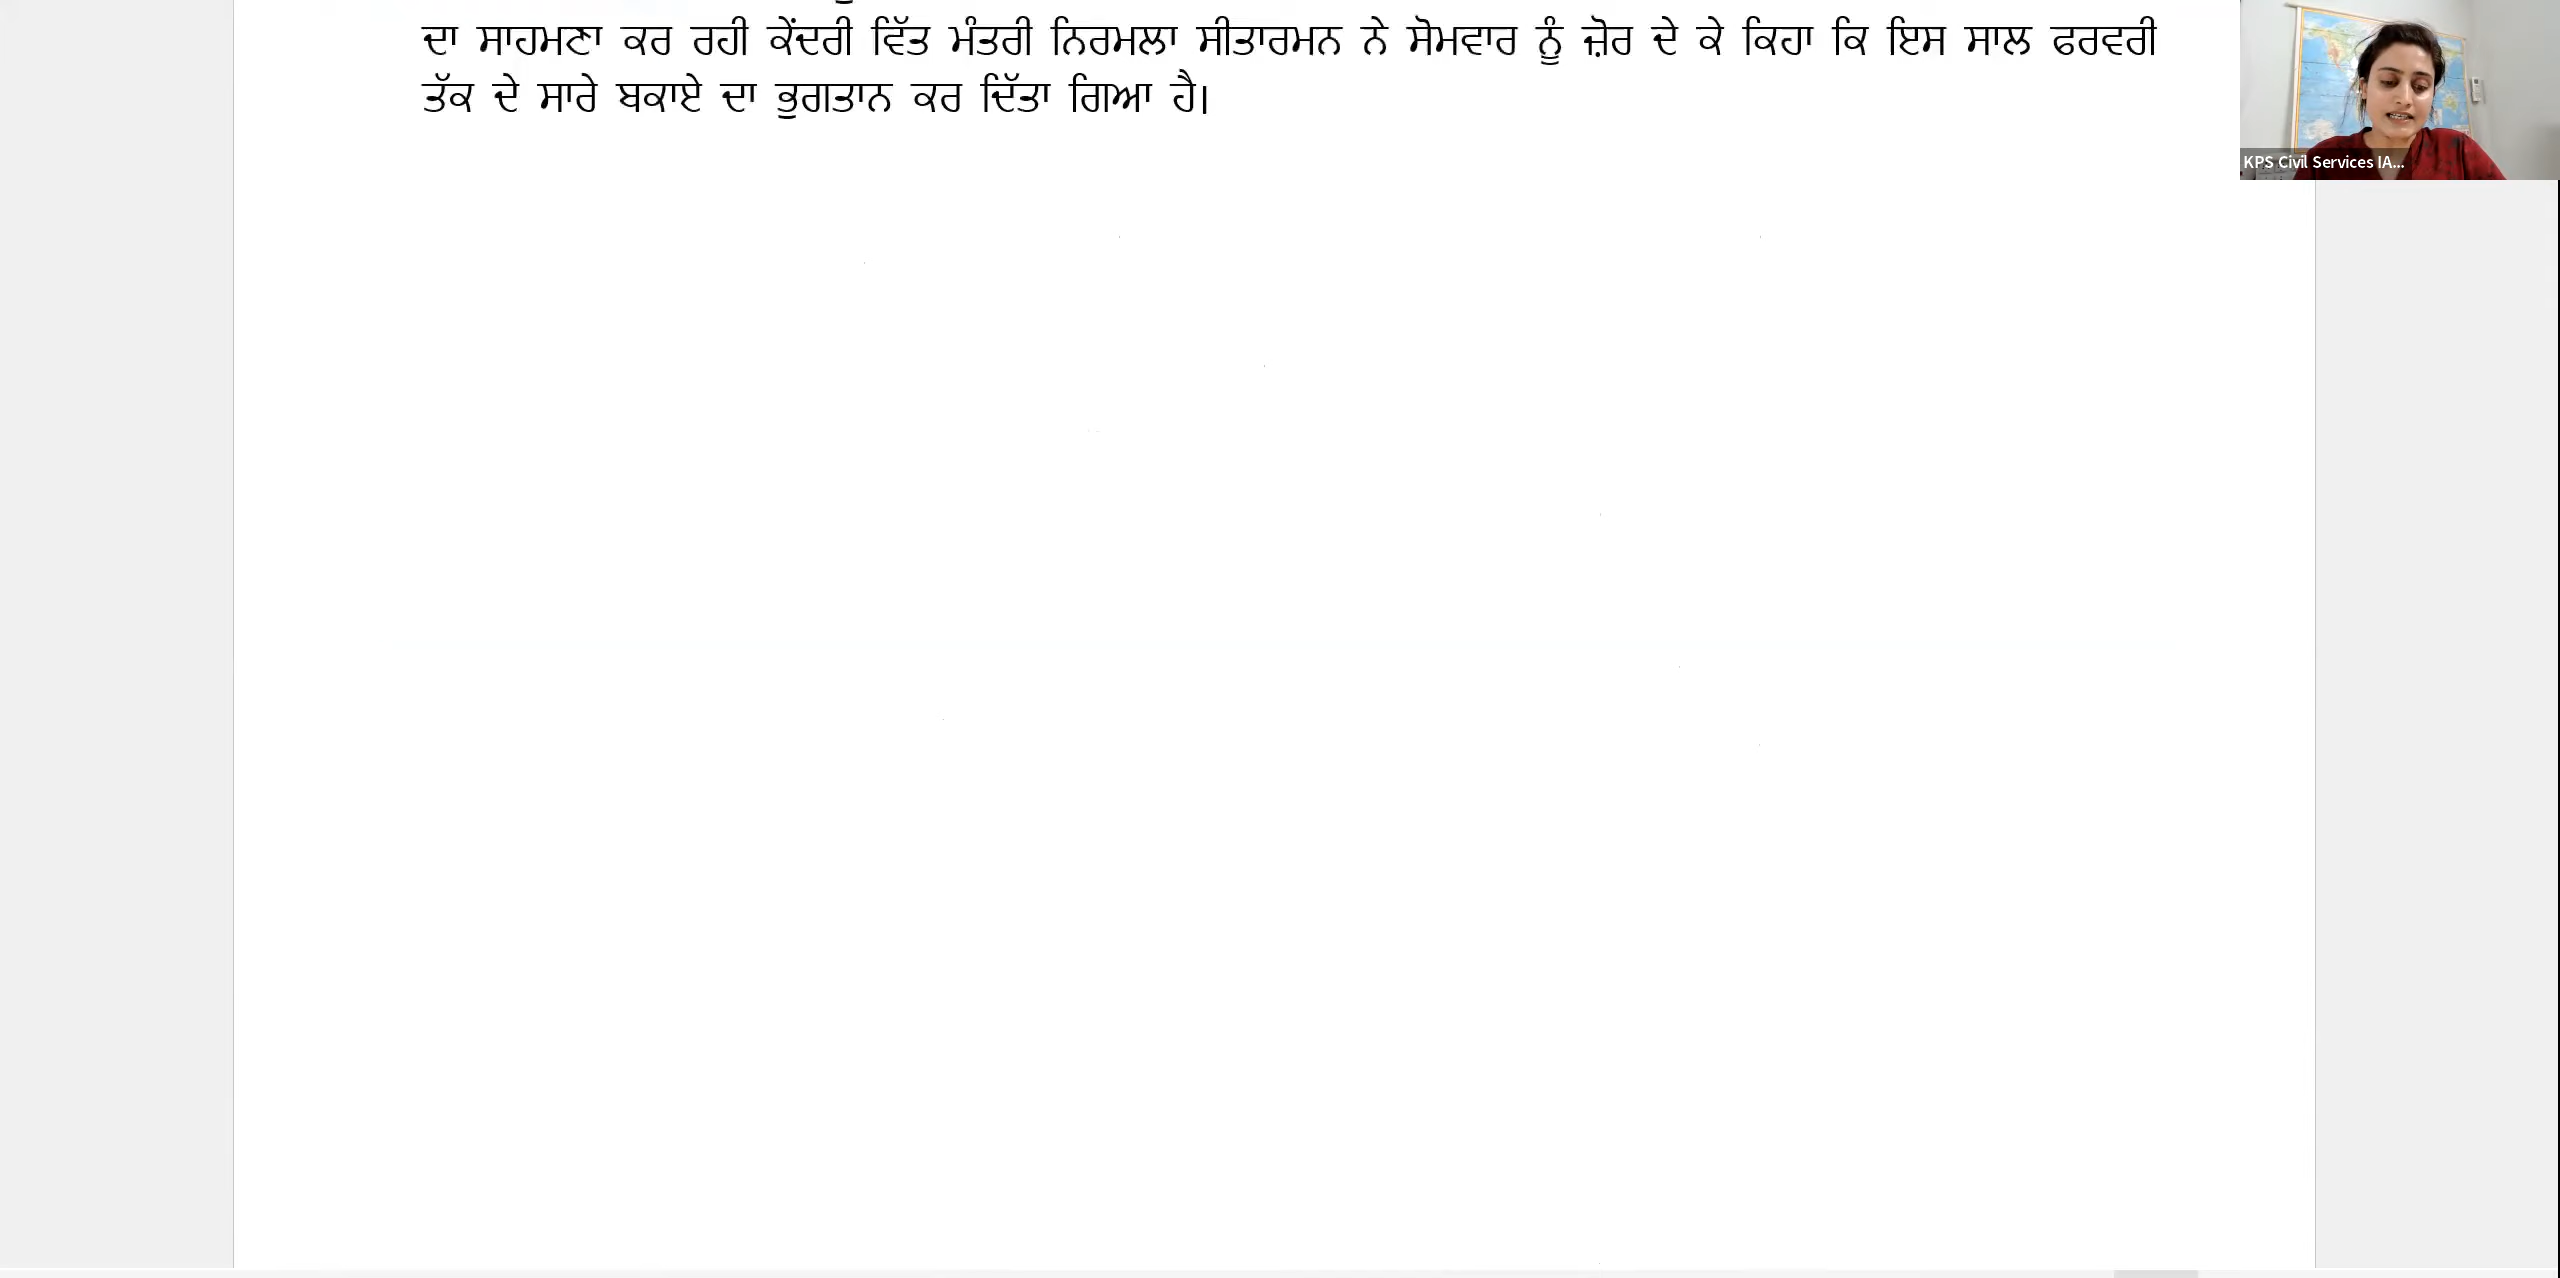 ਦਾ ਸਾਹਮਣਾ ਕਰ ਰਹੀ ਕੇਂਦਰੀ ਵਿੱਤ ਮੰਤਰੀ ਨਿਰਮਲਾ ਸੀਤਾਰਮਨ ਨੇ ਸੋਮਵਾਰ ਨੂੰ ਜ਼ੋਰ ਦੇ ਕੇ ਕਿਹਾ ਕਿ ਇਸ ਸਾਲ ਫਰਵਰੀ
ਤੱਕ ਦੇ ਸਾਰੇ ਬਕਾਏ ਦਾ ਭੁਗਤਾਨ ਕਰ ਦਿੱਤਾ ਗਿਆ ਹੈ।
KPS Civil Services IA...